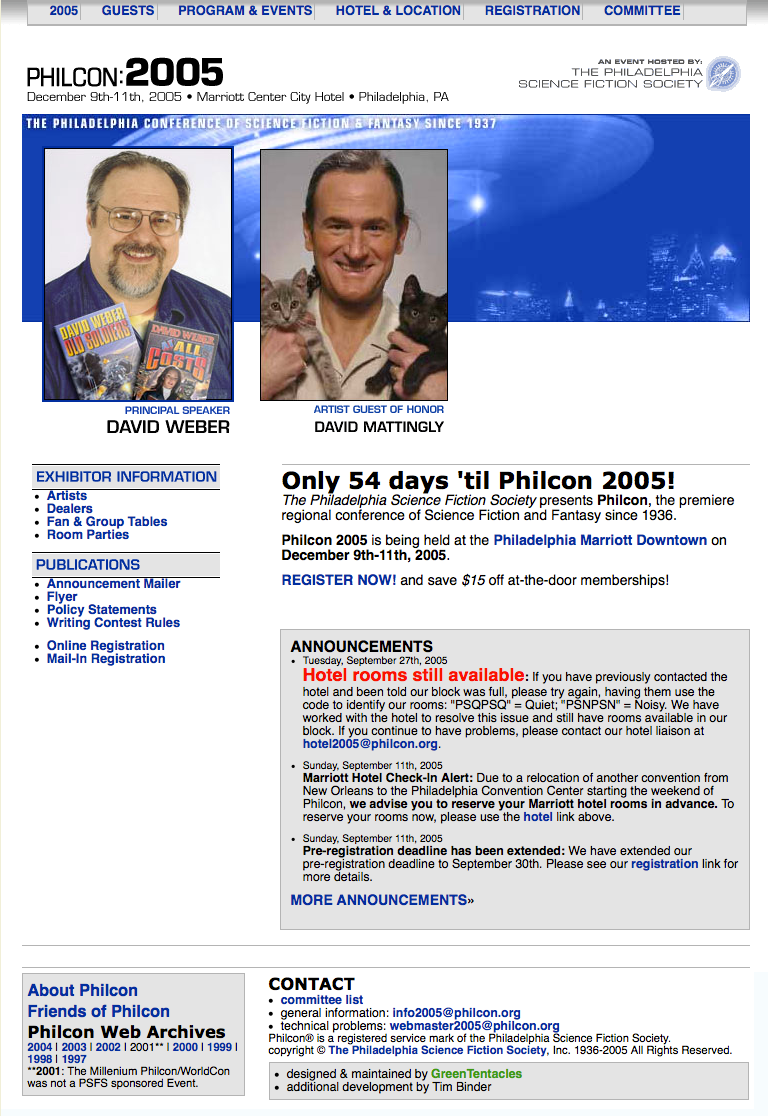 2005 GUESTS PROGRAM & EVENTS HOTEL & LOCATION REGISTRATION COMMITTEE
PHILCON:2005
December 9th-11th, 2005 • Marriott Center City Hotel • Philadelphia, PA
AN EVENT HOSTED BY:
THE PHILADELPHIA
SCIENCE FICTION SOCIETY
THE PHILADELPHIA CONFERENCE OF SCIENCE FICTION & FANTASY SINCE 1937
DAVID WEBER
OLD SOLDIERS
DAVID WEBER
AT ALL
COSTS
PRINCIPAL SPEAKER
DAVID WEBER
ARTIST GUEST OF HONOR
DAVID MATTINGLY
EXHIBITOR INFORMATION
• Artists
• Dealers
• Fan & Group Tables
• Room Parties
PUBLICATIONS
• Announcement Mailer
• Flyer
• Policy Statements
• Writing Contest Rules
• Online Registration
• Mail-In Registration
Only 54 days 'til Philcon 2005!
The Philadelphia Science Fiction Society presents Philcon, the premiere
regional conference of Science Fiction and Fantasy since 1936.
Philcon 2005 is being held at the Philadelphia Marriott Downtown on
December 9th-11th, 2005.
REGISTER NOW! and save $15 off at-the-door memberships!
ANNOUNCEMENTS
• Tuesday, September 27th, 2005
Hotel rooms still available: If you have previously contacted the
hotel and been told our block was full, please try again, having them use the
code to identify our rooms: "PSQPSQ" = Quiet; "PSNPSN" = Noisy. We have
worked with the hotel to resolve this issue and still have rooms available in our
block. If you continue to have problems, please contact our hotel liaison at
hotel2005@philcon.org.
• Sunday, September 11th, 2005
Marriott Hotel Check-In Alert: Due to a relocation of another convention from
New Orleans to the Philadelphia Convention Center starting the weekend of
Philcon, we advise you to reserve your Marriott hotel rooms in advance. To
reserve your rooms now, please use the hotel link above.
• Sunday, September 11th, 2005
Pre-registration deadline has been extended: We have extended our
pre-registration deadline to September 30th. Please see our registration link for
more details.
MORE ANNOUNCEMENTS»
About Philcon
Friends of Philcon
Philcon Web Archives
2004 | 2003 | 2002 | 2001** | 2000 | 1999 |
1998 | 1997
**2001: The Millenium Philcon/WorldCon
was not a PSFS sponsored Event.
CONTACT
• committee list
• general information: info2005@philcon.org
• technical problems: webmaster2005@philcon.org
Philcon® is a registered service mark of the Philadelphia Science Fiction Society.
copyright © The Philadelphia Science Fiction Society, Inc. 1936-2005 All Rights Reserved.
• designed & maintained by GreenTentacles
• additional development by Tim Binder